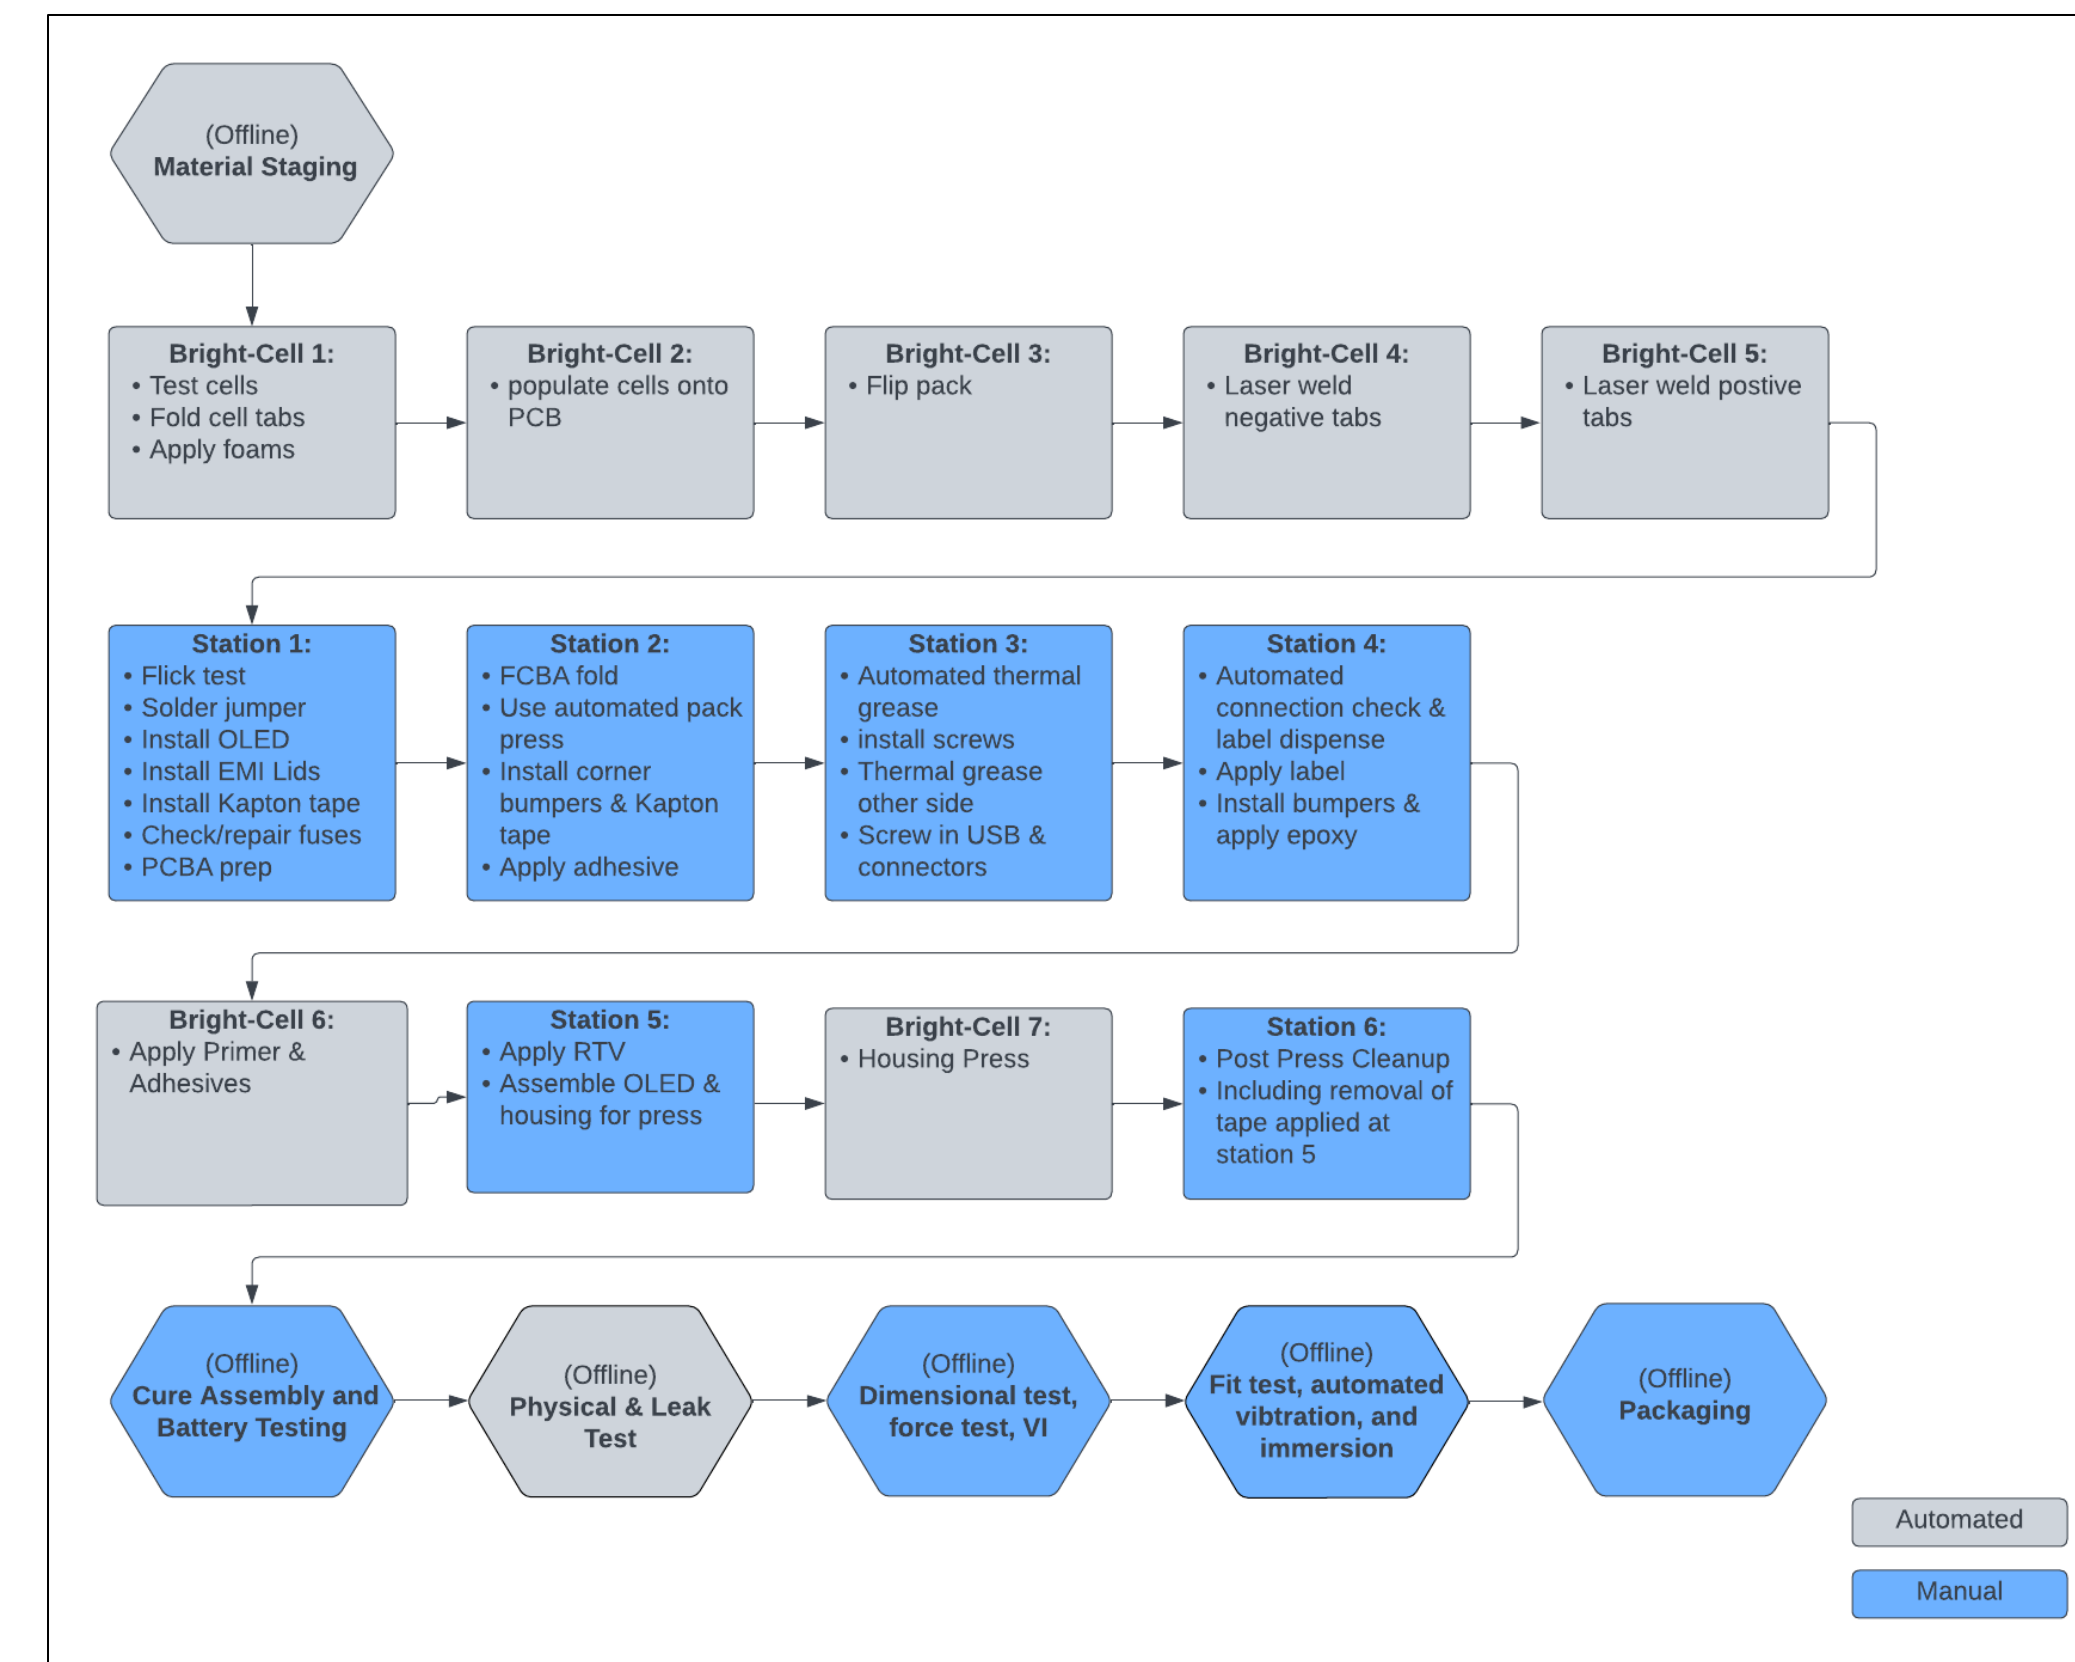 (Offline)
Material Staging
Bright-Cell 1:
• Test cells
• Fold cell tabs
• Apply foams
Bright-Cell 2:
• populate cells onto
PCB
Bright-Cell 3:
• Flip pack
Bright-Cell 4:
• Laser weld
negative tabs
Bright-Cell 5:
• Laser weld postive
tabs
Station 1:
• Flick test
• Solder jumper
• Install OLED
• Install EMI Lids
• Install Kapton tape
• Check/repair fuses
• PCBA prep
Station 2:
• FCBA fold
• Use automated pack
press
• Install corner
bumpers & Kapton
tape
• Apply adhesive
Station 3:
• Automated thermal
grease
• install screws
• Thermal grease
other side
• Screw in USB &
connectors
Station 4:
• Automated
connection check &
label dispense
• Apply label
• Install bumpers &
apply epoxy
Bright-Cell 6:
• Apply Primer &
Adhesives
Station 5:
• Apply RTV
• Assemble OLED &
housing for press
Bright-Cell 7:
• Housing Press
Station 6:
• Post Press Cleanup
• Including removal of
tape applied at
station 5
(Offline)
Cure Assembly and
Battery Testing
(Offline)
Physical & Leak
Test
(Offline)
Dimensional test,
force test, VI
(Offline)
Fit test, automated
vibtration, and
immersion
(Offline)
Packaging
Automated
Manual